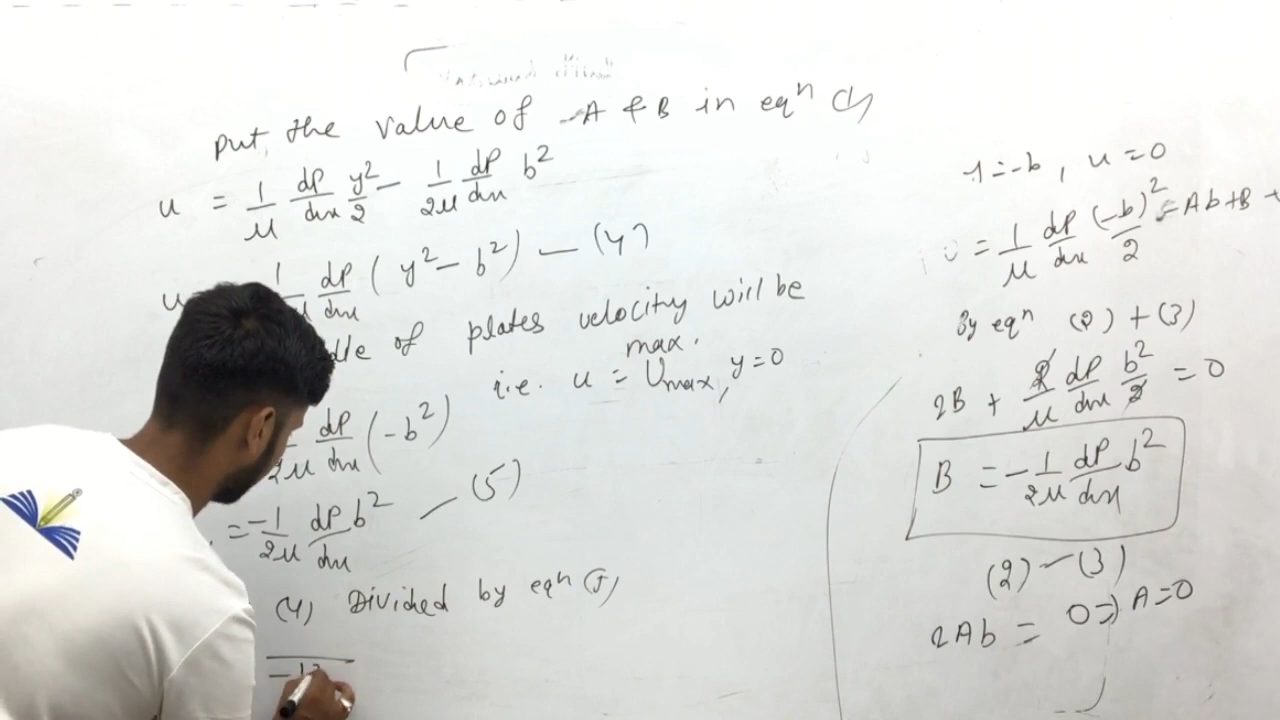 Put the value of A & B in eqⁿ (1)
u = 1/μ dP/dx y²/2 - 1/2μ dP/dx b²
u 1/ μ dP/dx (y² - b²) — (4)
dle of plates velocity will be
max.
i.e. u = Umax, y=0
2μ dP/dx (-b²)
= -1/2μ dP/dx b² — (5)
(4) Divided by eqⁿ (5)
= -b, u = 0
= 1/μ dP/dx (-b)²/2 = Ab + B
By eqⁿ (2) + (3)
2B + 2/μ dP/dx b²/2 = 0
B = -1/2μ dP/dx b²
(2) - (3)
2Ab = 0 => A=0